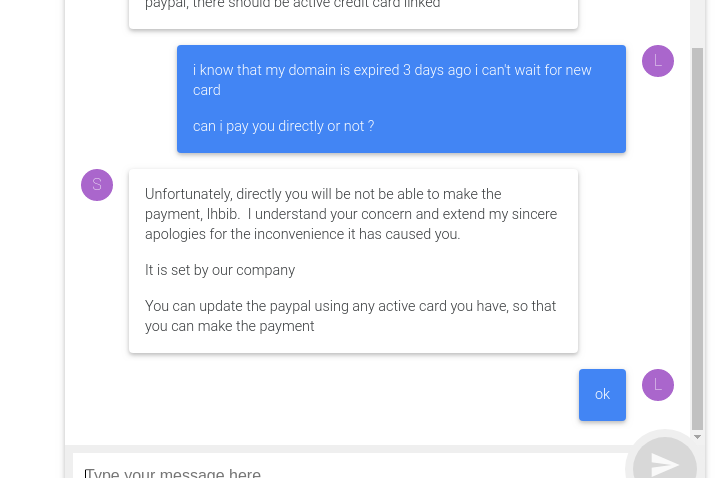 paypal, there should be active credit card linked
i know that my domain is expired 3 days ago i can't wait for new
card
can i pay you directly or not ?
L
S
Unfortunately, directly you will be not be able to make the
payment, lhbib.  I understand your concern and extend my sincere
apologies for the inconvenience it has caused you.
It is set by our company
You can update the paypal using any active card you have, so that
you can make the payment
ok
L
Type your message here